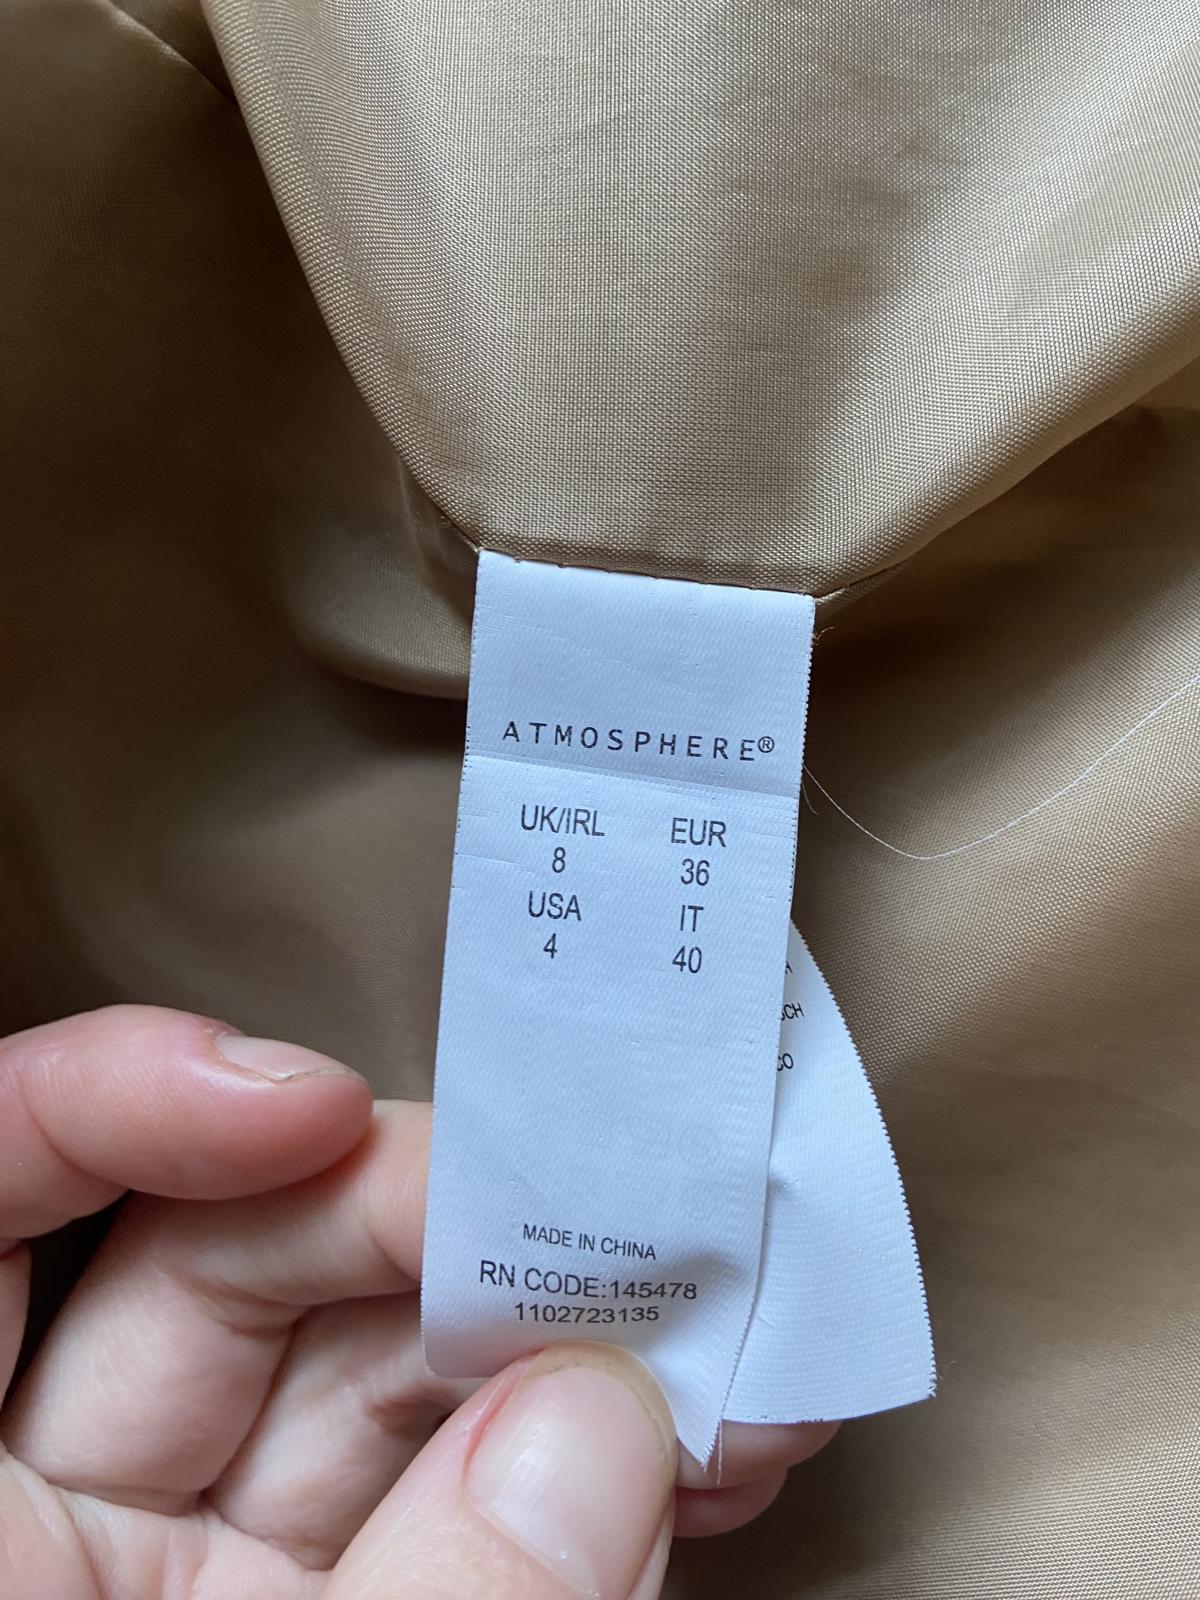 ATMOSPHERE®
UK/IRL EUR
8 36
USA IT
4 40
MADE IN CHINA
RN CODE:145478
1102723135